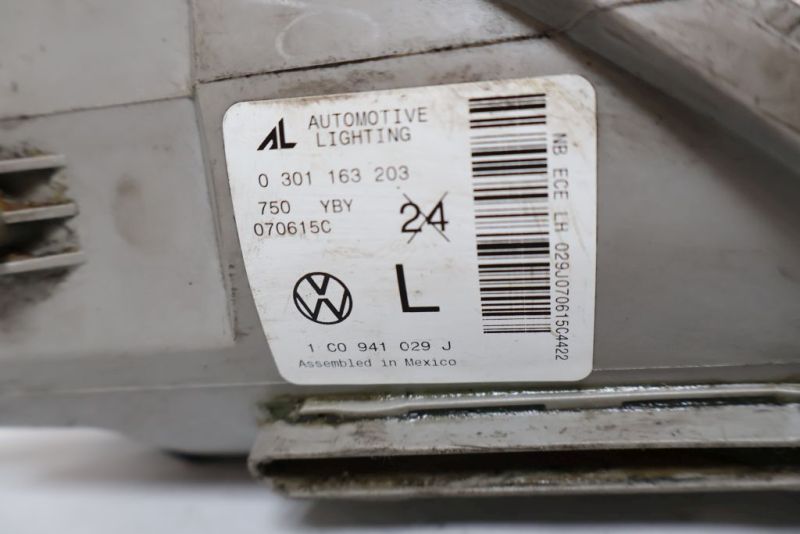 AL AUTOMOTIVE
LIGHTING
0 301 163 203
750 YBY
070615C
24
L
1 C0 941 029 J
Assembled in Mexico
NB ECE LH 029J070615C4422